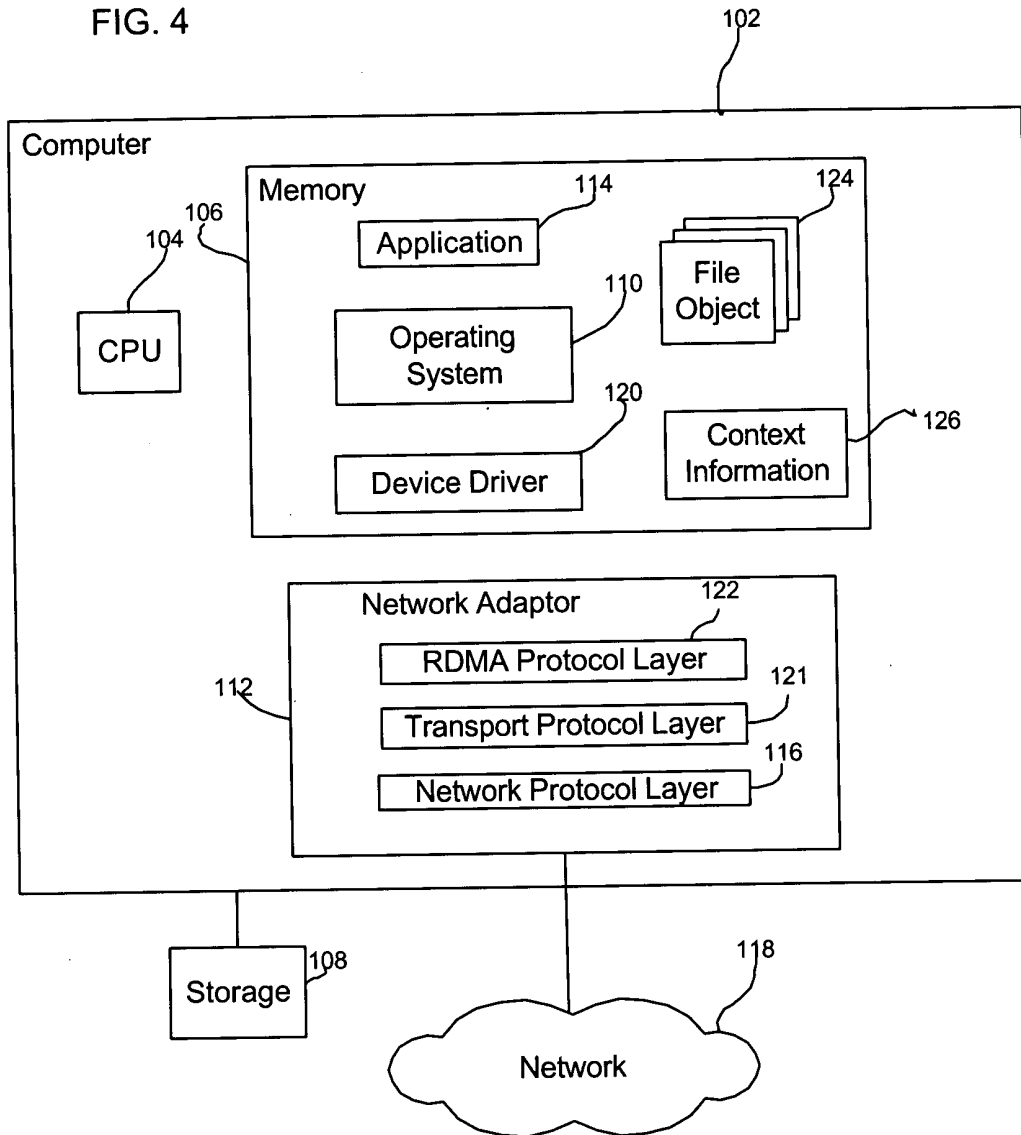 FIG. 4
102
Computer
Memory
114
124
106
Application
104
File
Object
110
CPU
Operating
System
120
Context
Information
126
Device Driver
Network Adaptor
122
RDMA Protocol Layer
112
121
Transport Protocol Layer
116
Network Protocol Layer
108
Storage
118
Network